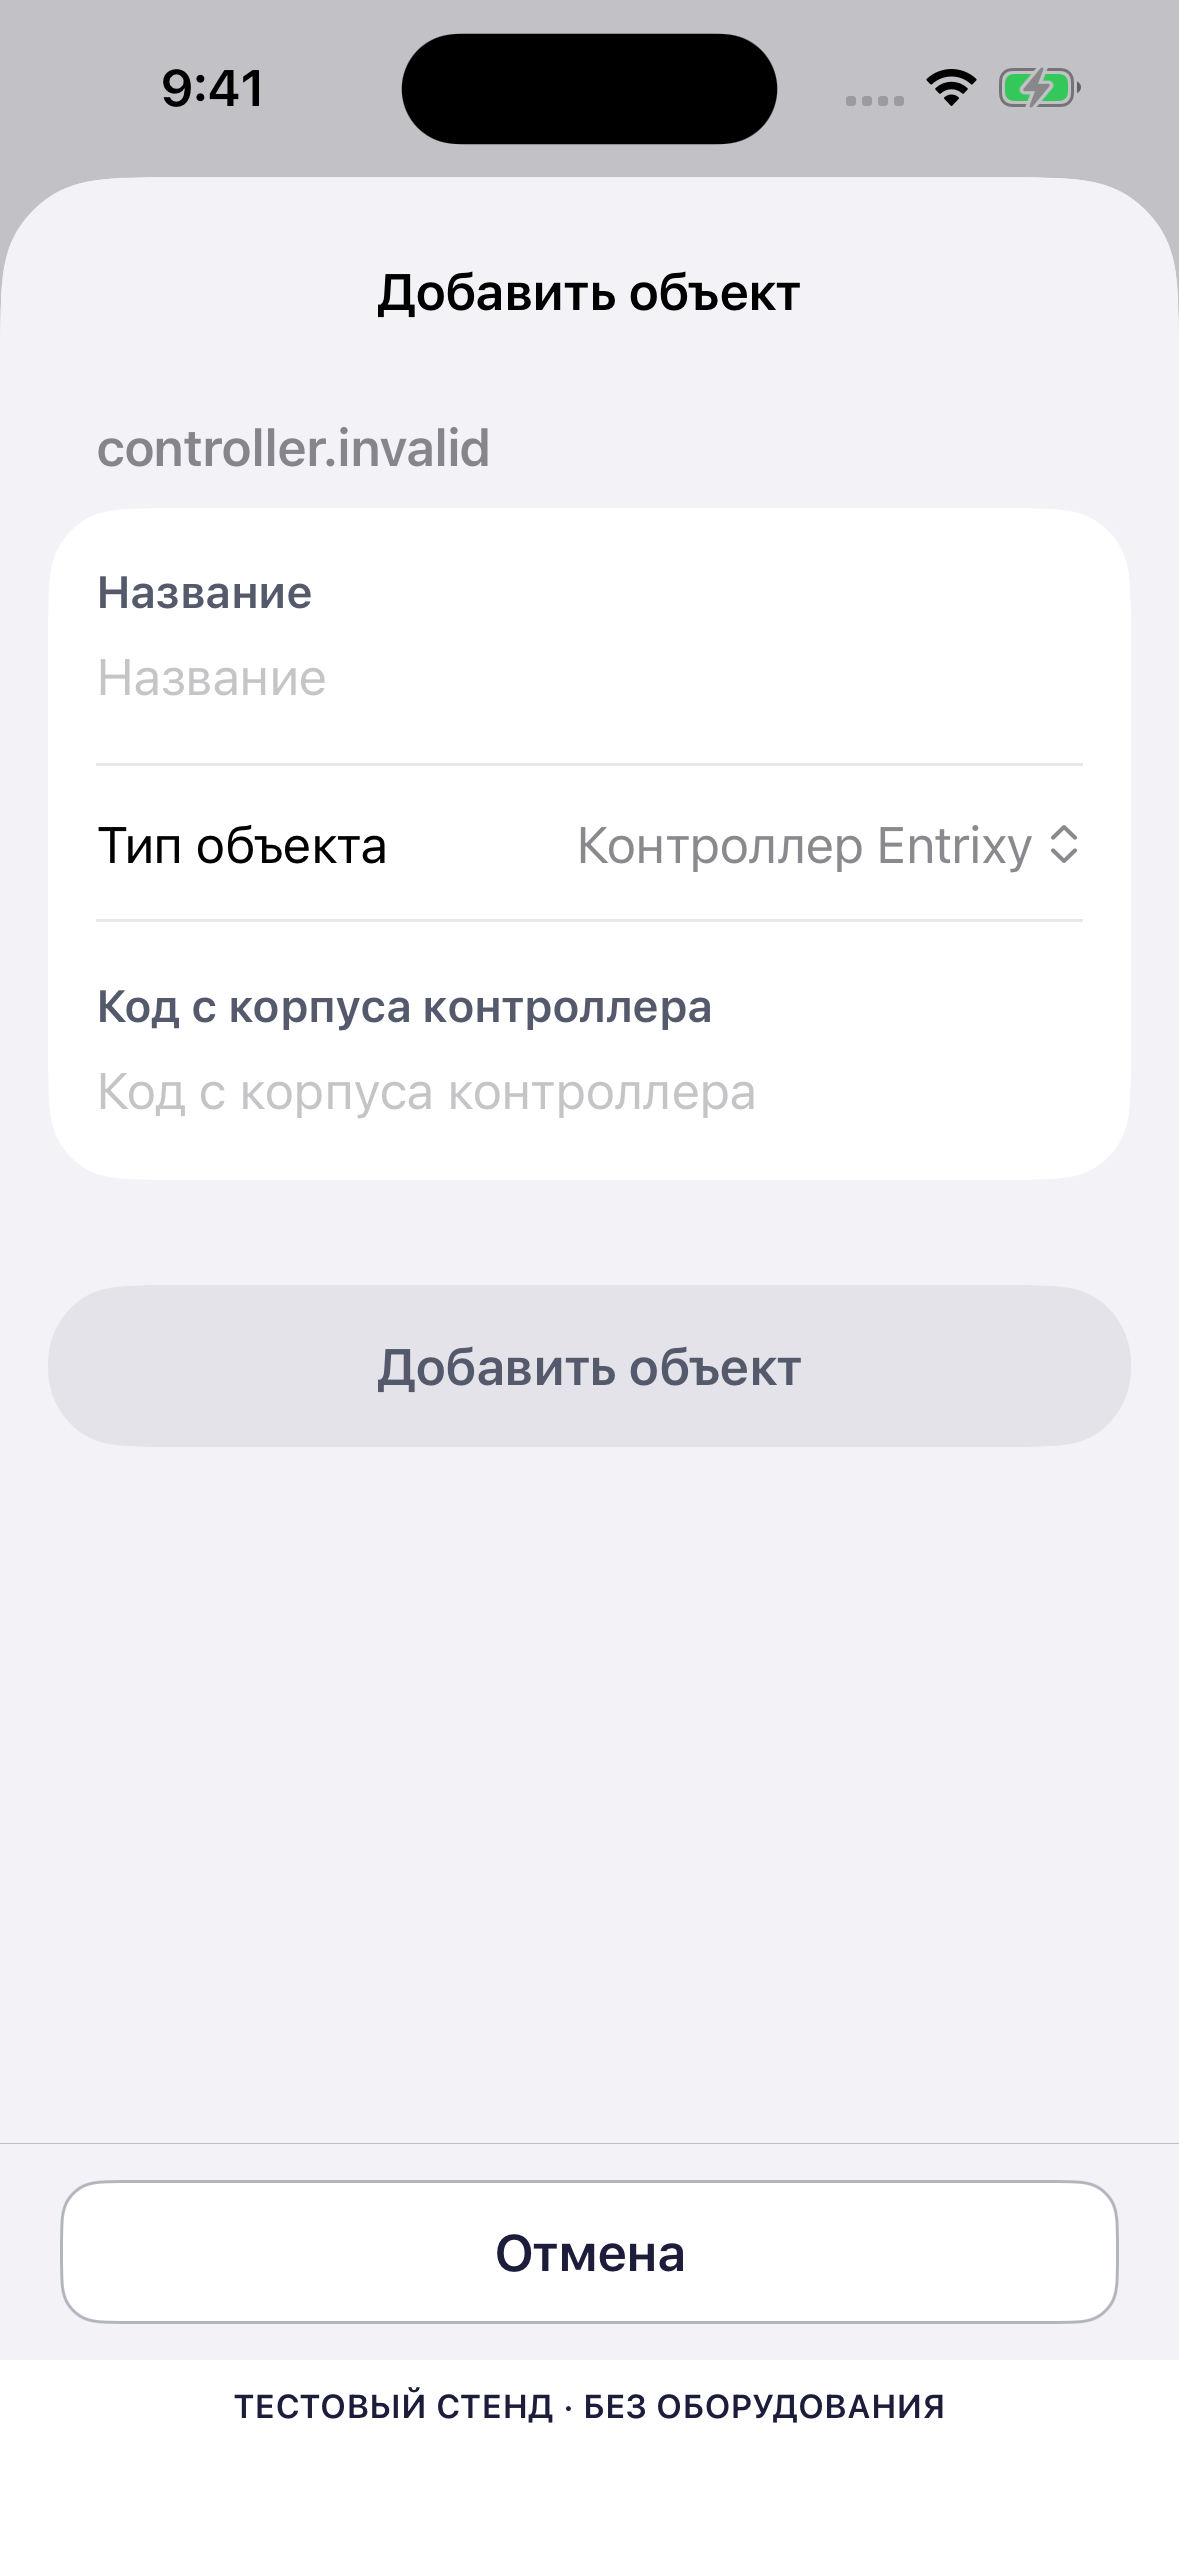 9:41
Добавить объект
controller.invalid
Название
Название
Тип объекта Контроллер Entrixy
Код с корпуса контроллера
Код с корпуса контроллера
Добавить объект
Отмена
ТЕСТОВЫЙ СТЕНД · БЕЗ ОБОРУДОВАНИЯ